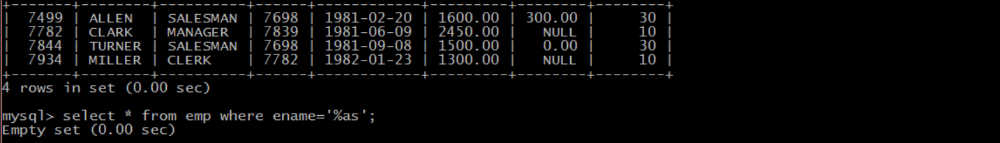 +-------+--------+----------+------+------------+---------+--------+--------+
|  7499 | ALLEN  | SALESMAN | 7698 | 1981-02-20 | 1600.00 | 300.00 |     30 |
|  7782 | CLARK  | MANAGER  | 7839 | 1981-06-09 | 2450.00 |   NULL |     10 |
|  7844 | TURNER | SALESMAN | 7698 | 1981-09-08 | 1500.00 |   0.00 |     30 |
|  7934 | MILLER | CLERK    | 7782 | 1982-01-23 | 1300.00 |   NULL |     10 |
+-------+--------+----------+------+------------+---------+--------+--------+
4 rows in set (0.00 sec)
mysql> select * from emp where ename='%as';
Empty set (0.00 sec)